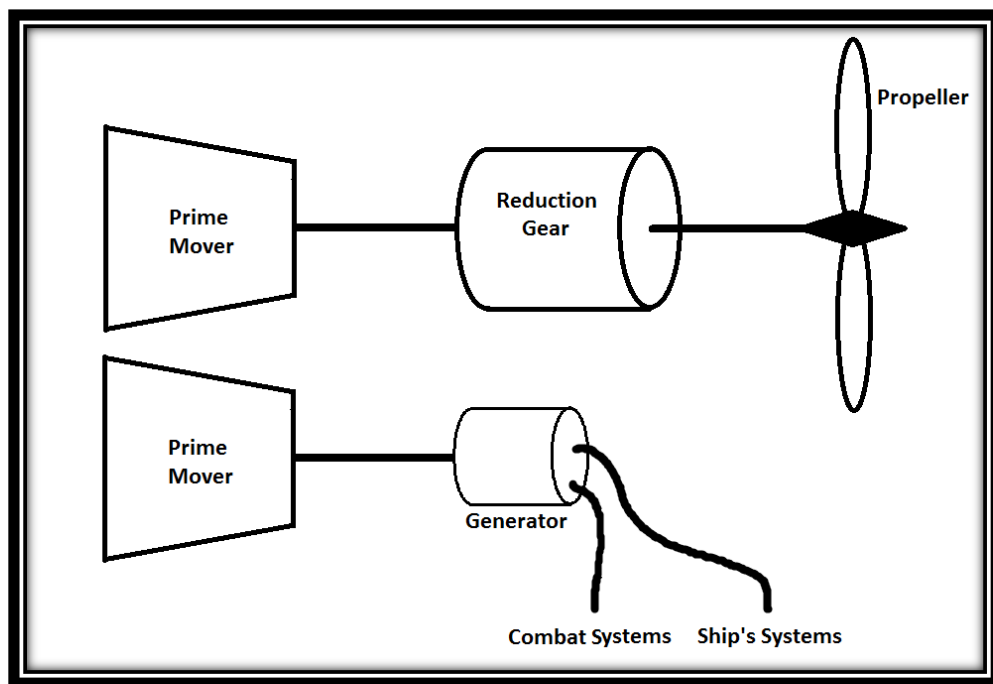 Propeller
Prime
Mover
Reduction
Gear
Prime
Mover
Generator
Combat Systems
Ship's Systems